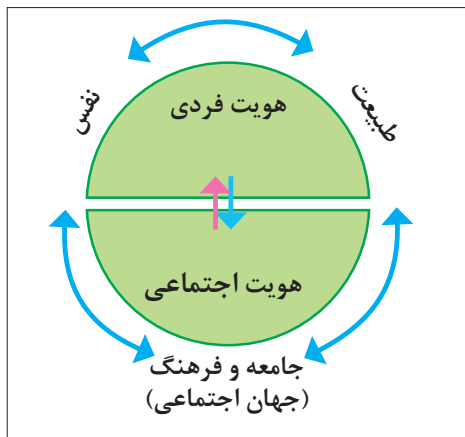 هویت فردی
طبیعت
نفس
هویت اجتماعی
جامعه و فرهنگ
(جهان اجتماعی)